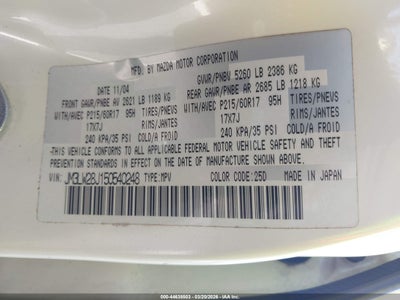 MFD. BY MAZDA MOTOR CORPORATION
DATE 11/04 GVWR/PNBV 5260 LB 2386 KG
FRONT GAWR/PNBE AV 2621 LB 1189 KG REAR GAWR/PNBE AR 2685 LB 1218 KG
WITH/AVEC P215/60R17 95H TIRES/PNEUS WITH/AVEC P215/60R17 95H TIRES/PNEUS
17X7J RIMS/JANTES 17X7J RIMS/JANTES
240 KPA/35 PSI COLD/A FROID 240 KPA/35 PSI COLD/A FROID
THIS VEHICLE CONFORMS TO ALL APPLICABLE FEDERAL MOTOR VEHICLE SAFETY AND THEFT
PREVENTION STANDARDS IN EFFECT ON THE DATE OF MANUFACTURE SHOWN ABOVE.
VIN: JM3LW28J150540248 TYPE:MPV COLOR CODE:25D MADE IN JAPAN
000-44638003 - 03/20/2026 - IAA Inc.